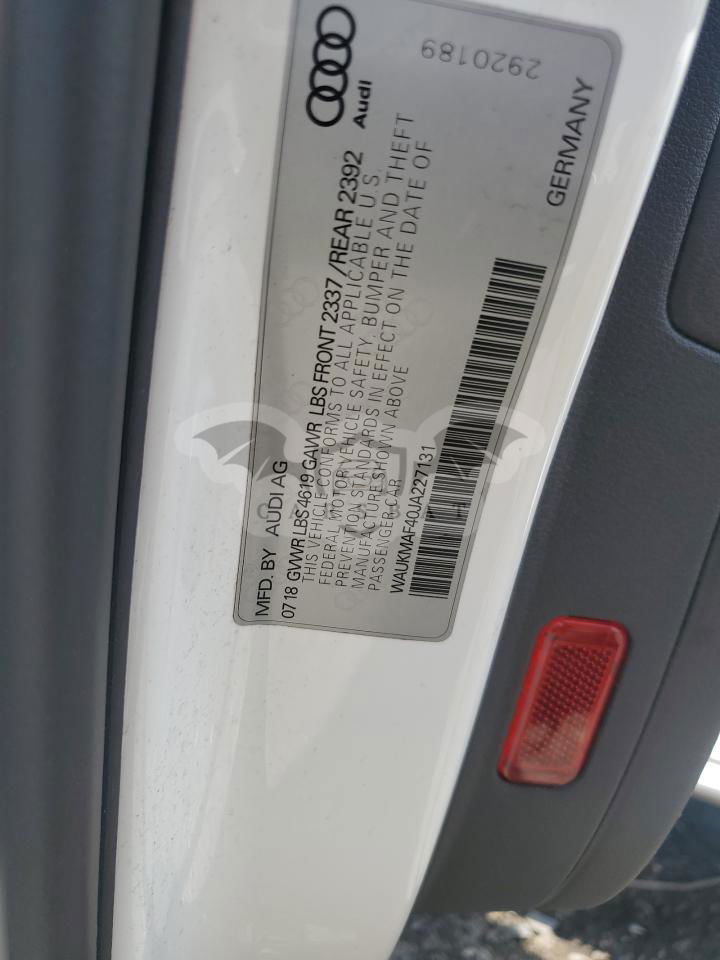 Audi
2920189
MFD. BY AUDI AG
0718 GVWR LBS 4619 GAWR LBS FRONT 2337 / REAR 2392
THIS VEHICLE CONFORMS TO ALL APPLICABLE U.S.
FEDERAL MOTOR VEHICLE SAFETY, BUMPER AND THEFT
PREVENTION STANDARDS IN EFFECT ON THE DATE OF
MANUFACTURE SHOWN ABOVE
PASSENGER CAR
WAUKMAF40JA227131
GERMANY